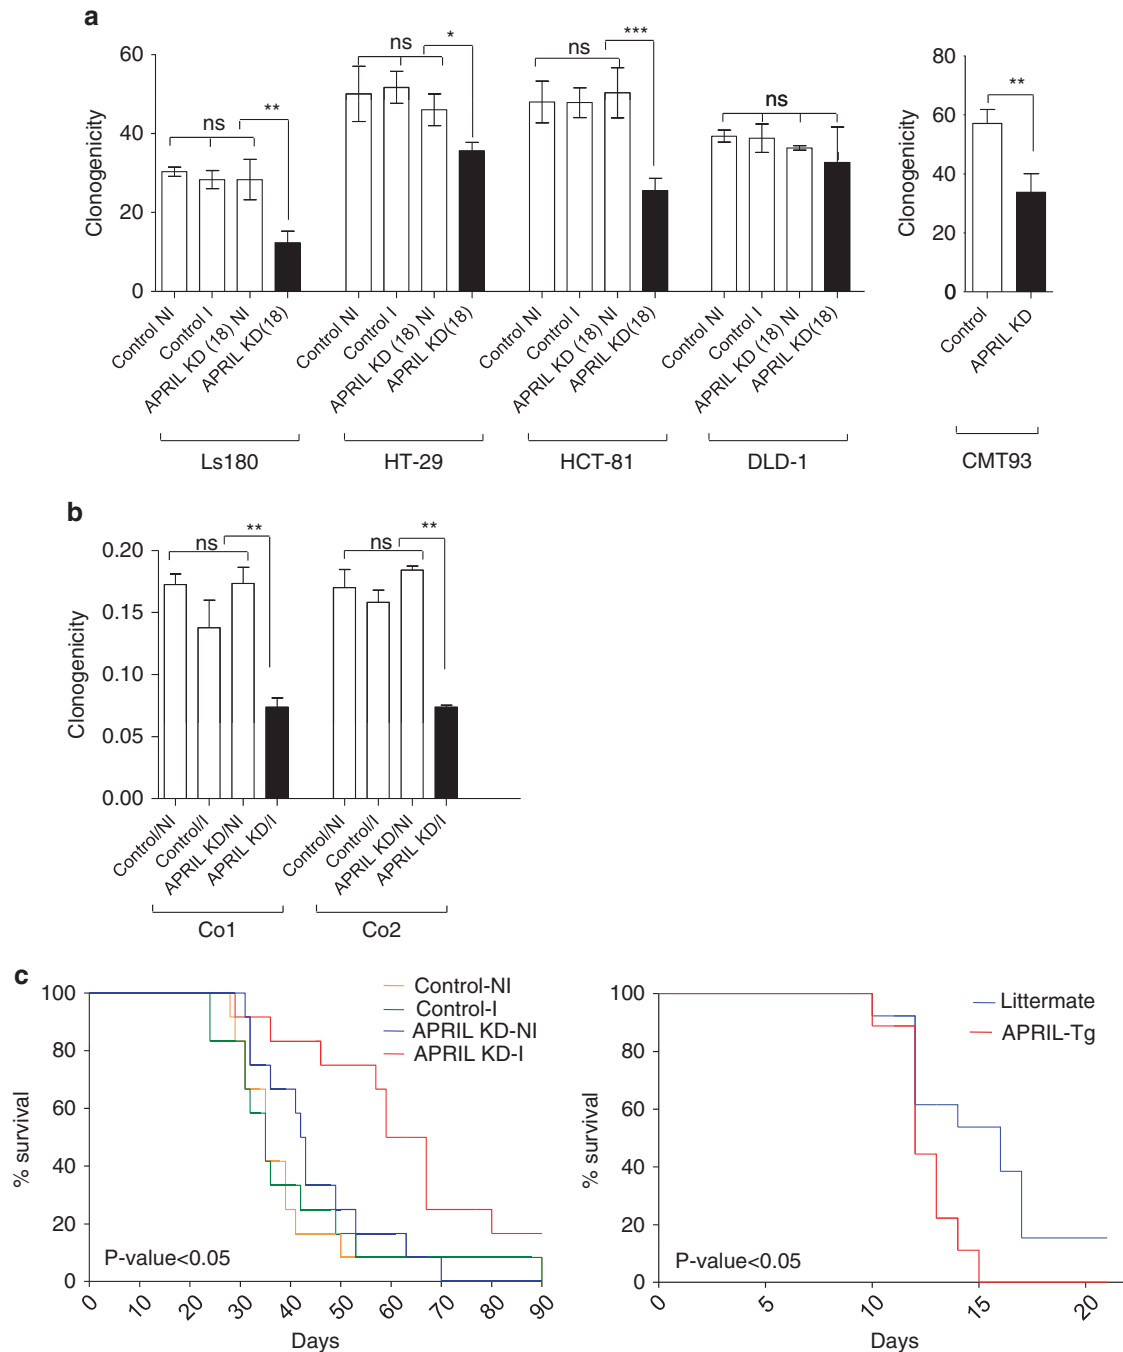 a
Clonogenicity
60
40
20
0
ns
**
ns
*
ns
***
ns
Control NI
Control I
APRIL KD (18) NI
APRIL KD(18)
Control NI
Control I
APRIL KD (18) NI
APRIL KD(18)
Control NI
Control I
APRIL KD (18) NI
APRIL KD(18)
Control NI
Control I
APRIL KD (18) NI
APRIL KD(18)
Ls180
HT-29
HCT-81
DLD-1
Clonogenicity
80
60
40
20
0
**
Control
APRIL KD
CMT93
b
Clonogenicity
0.20
0.15
0.10
0.05
0.00
ns
**
ns
**
Control/NI
Control/I
APRIL KD/NI
APRIL KD/I
Control/NI
Control/I
APRIL KD/NI
APRIL KD/I
Co1
Co2
c
% survival
100
80
60
40
20
0
Control-NI
Control-I
APRIL KD-NI
APRIL KD-I
P-value<0.05
0
10
20
30
40
50
60
70
80
90
Days
% survival
100
80
60
40
20
0
Littermate
APRIL-Tg
P-value<0.05
0
5
10
15
20
Days